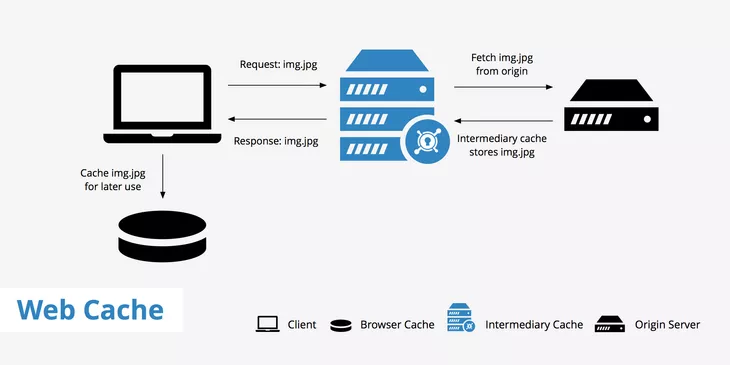 Request: img.jpg
Fetch img.jpg
from origin
Response: img.jpg
Intermediary cache
stores img.jpg
Cache img.jpg
for later use
Web Cache
Client
Browser Cache
Intermediary Cache
Origin Server